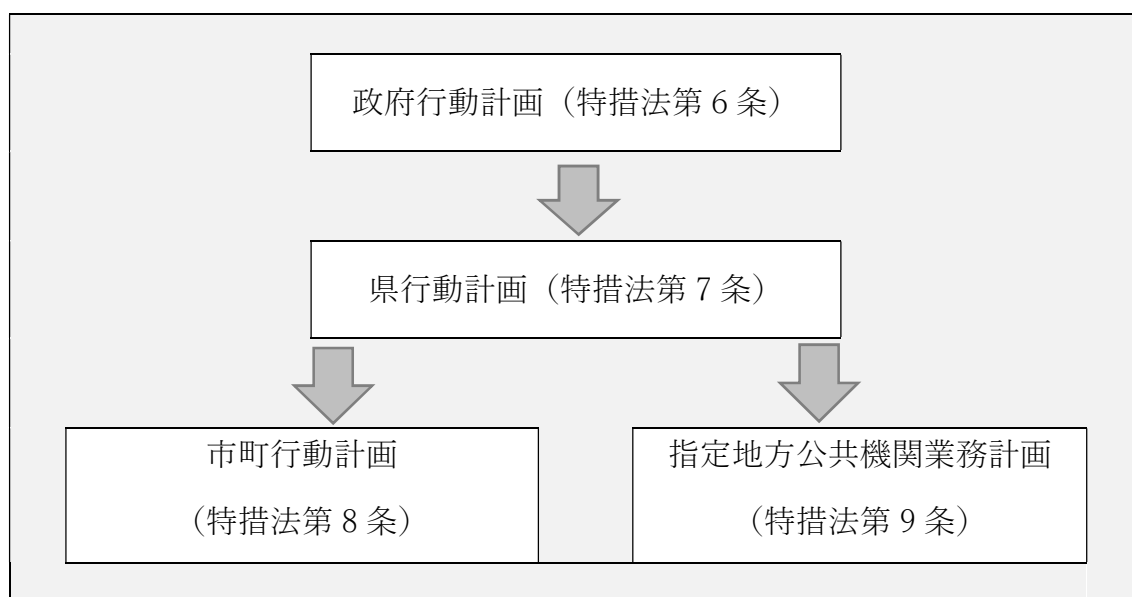 政府行動計画（特措法第６条）
県行動計画（特措法第７条）
市町行動計画
（特措法第８条）
指定地方公共機関業務計画
（特措法第９条）